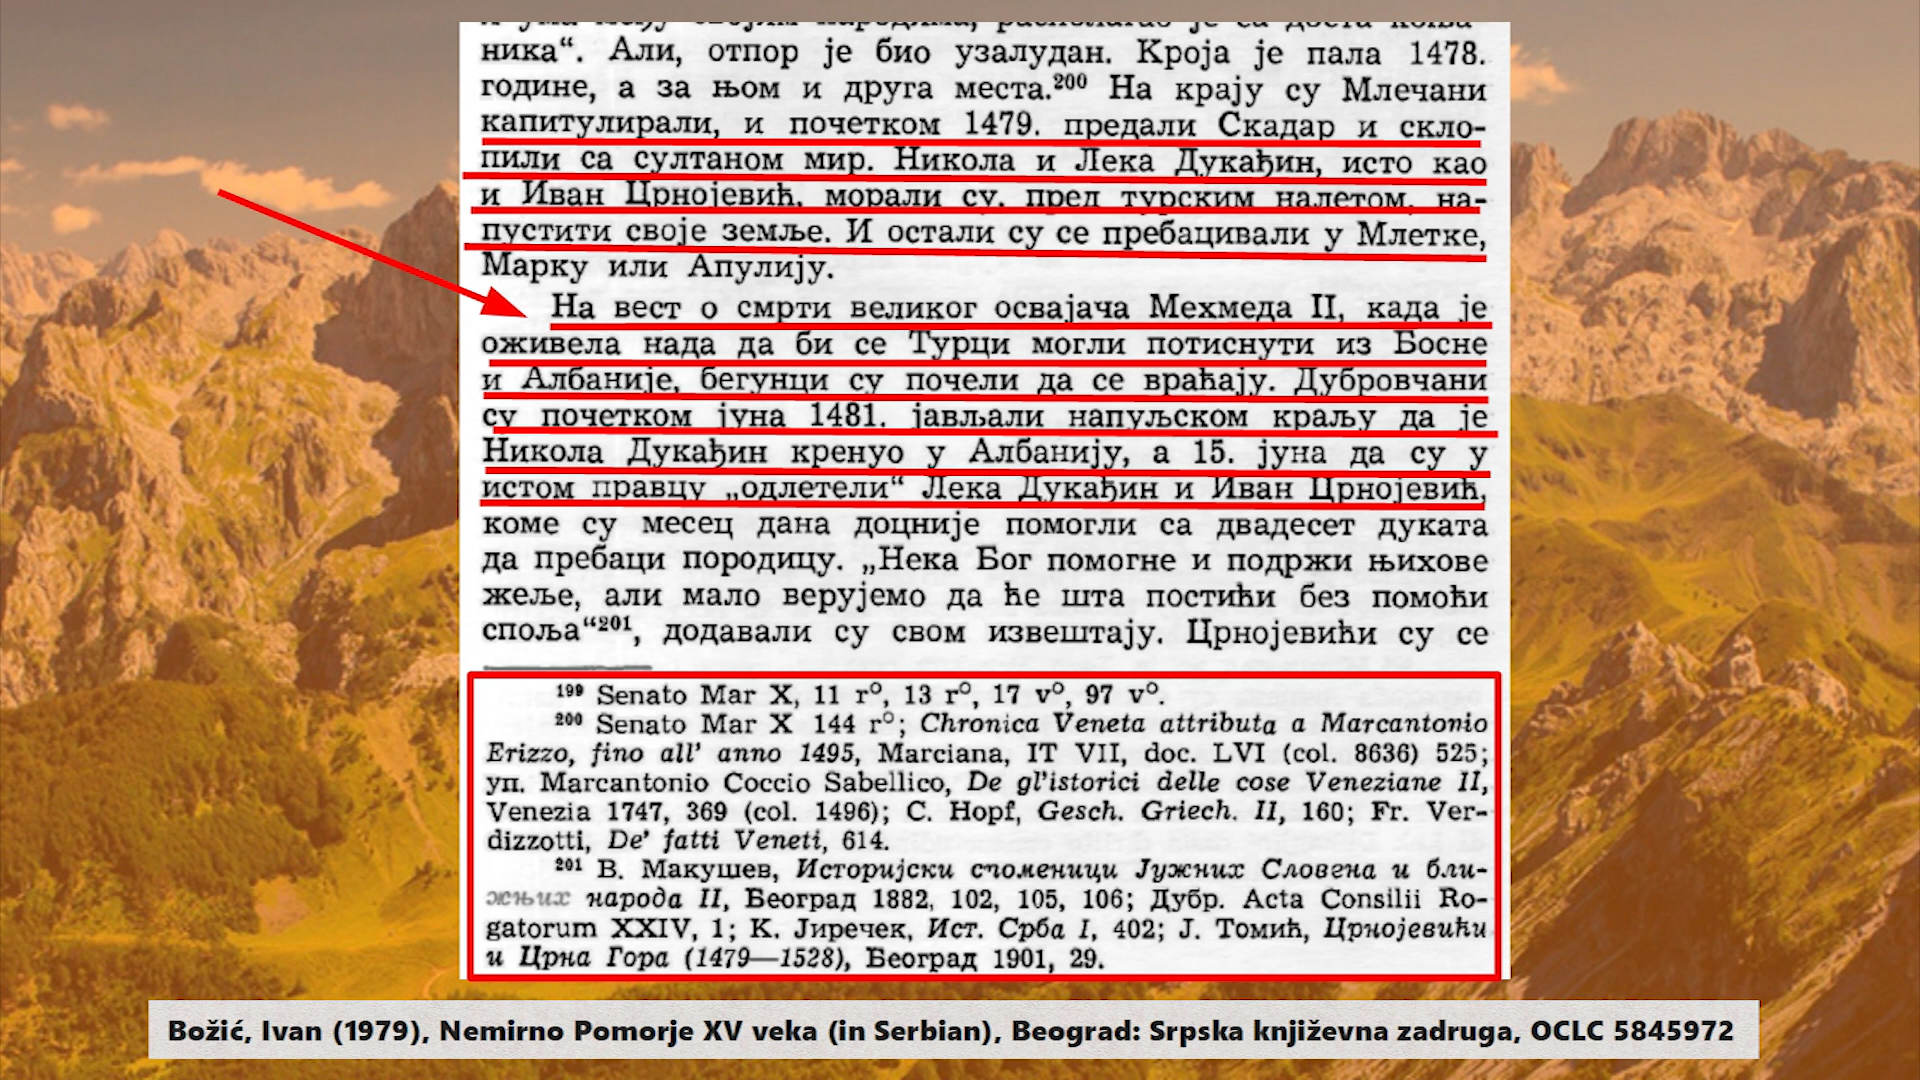 и ума међу својим народима, располагао је са доста коња-
ника“. Али, отпор је био узалудан. Кроја је пала 1478.
године, а за њом и друга места.²⁰⁰ На крају су Млечани
капитулирали, и почетком 1479. предали Скадар и скло-
пили са султаном мир. Никола и Лека Дукађин, исто као
и Иван Црнојевић, морали су, пред турским налетом, на-
пустити своје земље. И остали су се пребацивали у Млетке,
Марку или Апулију.
На вест о смрти великог освајача Мехмеда II, када је
оживела нада да би се Турци могли потиснути из Босне
и Албаније, бегунци су почели да се враћају. Дубровчани
су почетком јуна 1481. јављали напуљском краљу да је
Никола Дукађин кренуо у Албанију, а 15. јуна да су у
истом правцу „одлетели“ Лека Дукађин и Иван Црнојевић,
коме су месец дана доцније помогли са двадесет дуката
да пребаци породицу. „Нека Бог помогне и подржи њихове
жеље, али мало верујемо да ће шта постићи без помоћи
споља“²⁰¹, додавали су свом извештају. Црнојевићи су се
¹⁹⁹ Senato Mar X, 11 r°, 13 r°, 17 v°, 97 v°.
²⁰⁰ Senato Mar X 144 r°; Chronica Veneta attributa a Marcantonio
Erizzo, fino all' anno 1495, Marciana, IT VII, doc. LVI (col. 8636) 525;
уп. Marcantonio Coccio Sabellico, De gl'istorici delle cose Veneziane II,
Venezia 1747, 369 (col. 1496); C. Hopf, Gesch. Griech. II, 160; Fr. Ver-
dizzotti, De' fatti Veneti, 614.
²⁰¹ В. Макушев, Историјски споменици Јужних Словена и бли-
жњих народа II, Београд 1882, 102, 105, 106; Дубр. Acta Consilii Ro-
gatorum XXIV, 1; К. Јиречек, Ист. Срба I, 402; Ј. Томић, Црнојевићи
и Црна Гора (1479—1528), Београд 1901, 29.
Božić, Ivan (1979), Nemirno Pomorje XV veka (in Serbian), Beograd: Srpska književna zadruga, OCLC 5845972